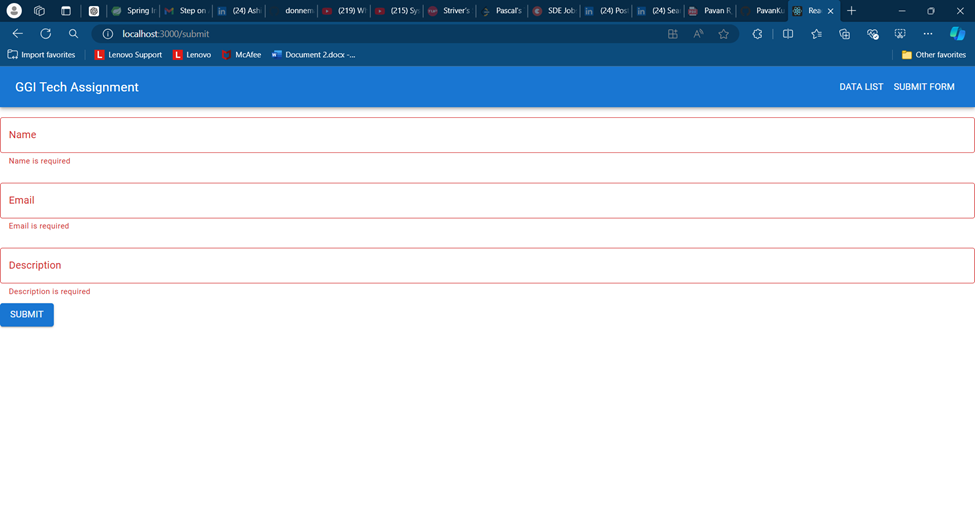 Spring I
Step on
(24) Ash
donnem
(219) W
(215) Sy
Striver's
Pascal's
SDE Job
(24) Post
(24) Sea
Pavan R
PavanKu
Rea
localhost:3000/submit
Import favorites
Lenovo Support
Lenovo
McAfee
Document 2.docx -...
Other favorites
GGI Tech Assignment
DATA LIST
SUBMIT FORM
Name
Name is required
Email
Email is required
Description
Description is required
SUBMIT